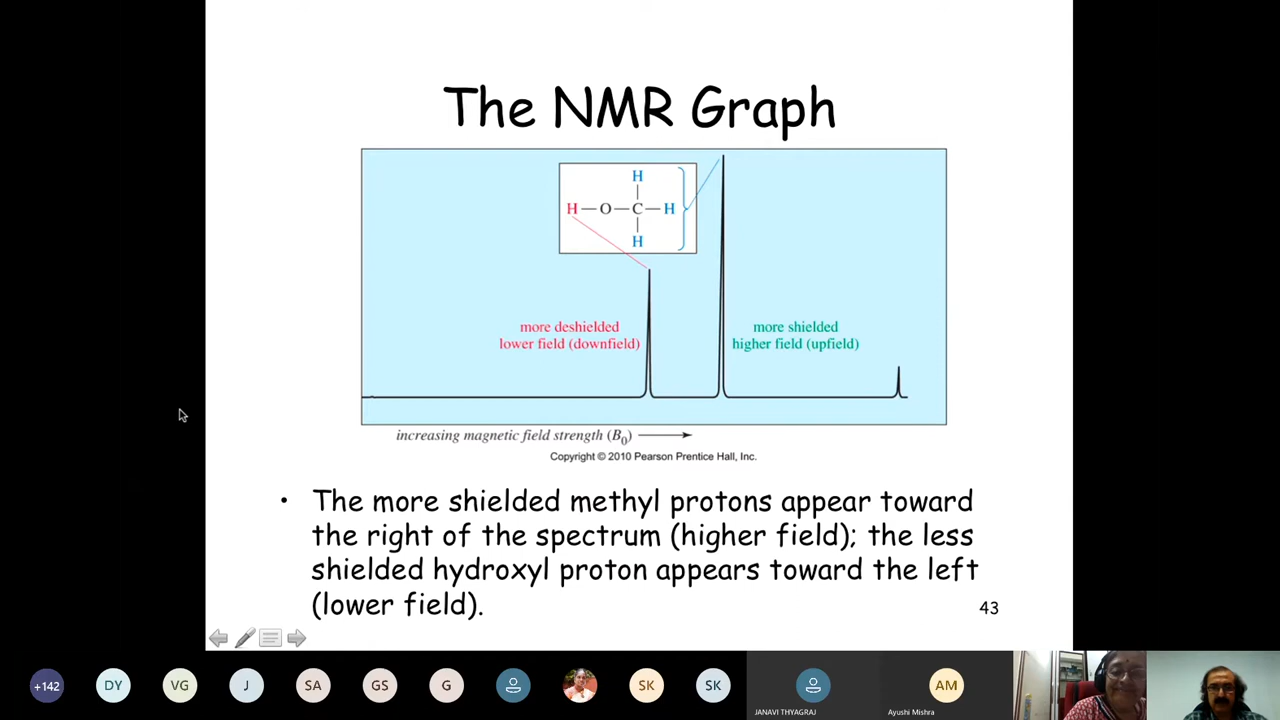 The NMR Graph
H
H—O—C—H
H
more deshielded
lower field (downfield)
more shielded
higher field (upfield)
increasing magnetic field strength (B0)
Copyright © 2010 Pearson Prentice Hall, Inc.
• The more shielded methyl protons appear toward
the right of the spectrum (higher field); the less
shielded hydroxyl proton appears toward the left
(lower field).
43
+142 DY VG J SA GS G SK SK AM
JANAVI THYAGRAJ Ayushi Mishra